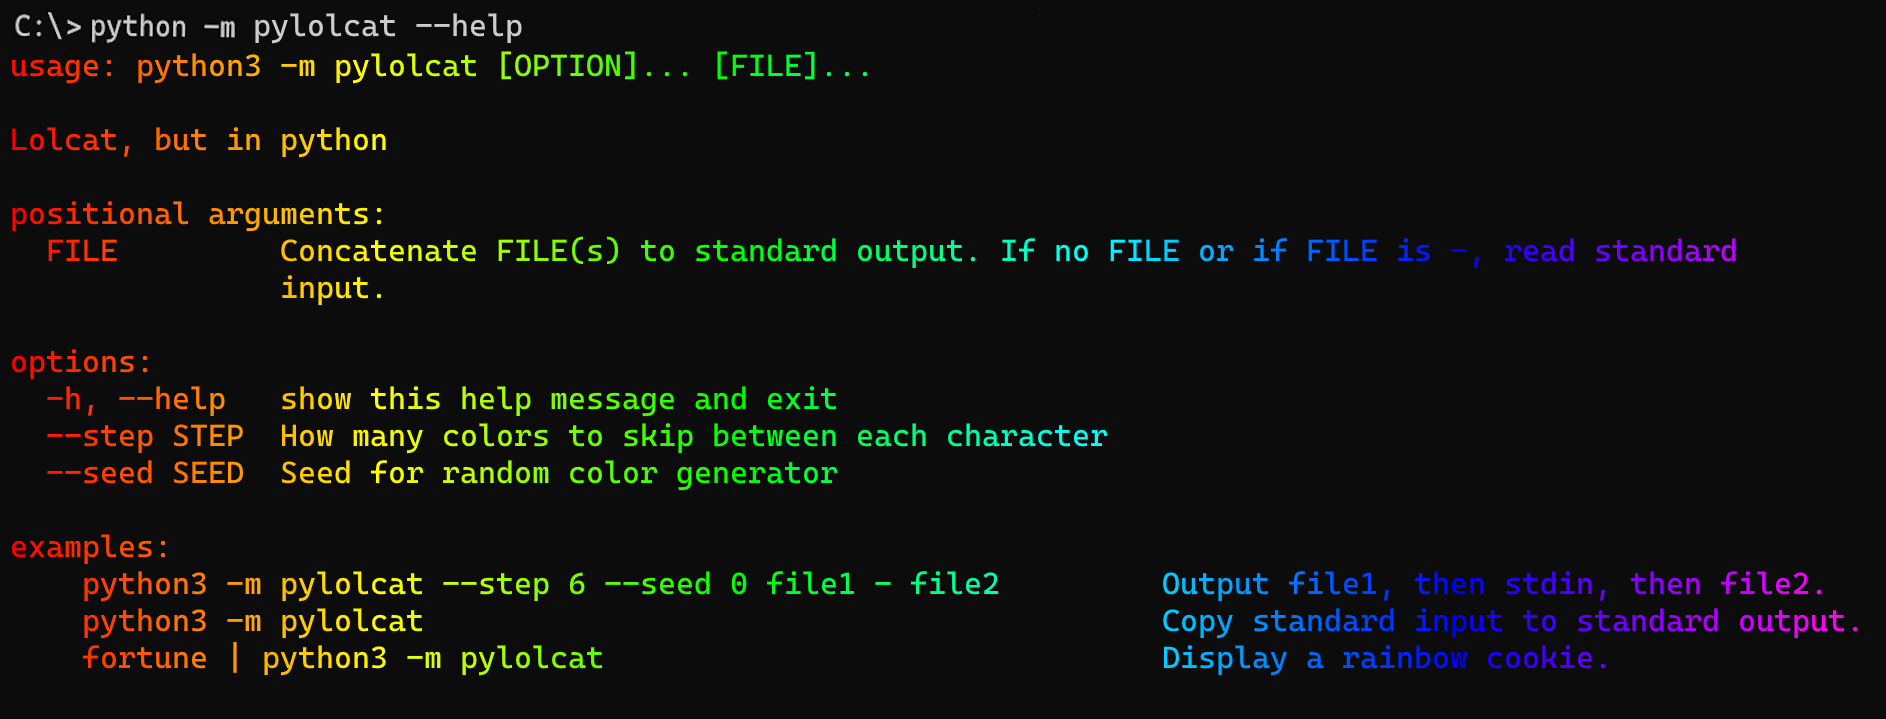 C:\>python -m pylolcat --help
usage: python3 -m pylolcat [OPTION]... [FILE]...
Lolcat, but in python
positional arguments:
  FILE         Concatenate FILE(s) to standard output. If no FILE or if FILE is -, read standard
               input.
options:
  -h, --help   show this help message and exit
  --step STEP  How many colors to skip between each character
  --seed SEED  Seed for random color generator
examples:
    python3 -m pylolcat --step 6 --seed 0 file1 - file2         Output file1, then stdin, then file2.
    python3 -m pylolcat                                         Copy standard input to standard output.
    fortune | python3 -m pylolcat                               Display a rainbow cookie.